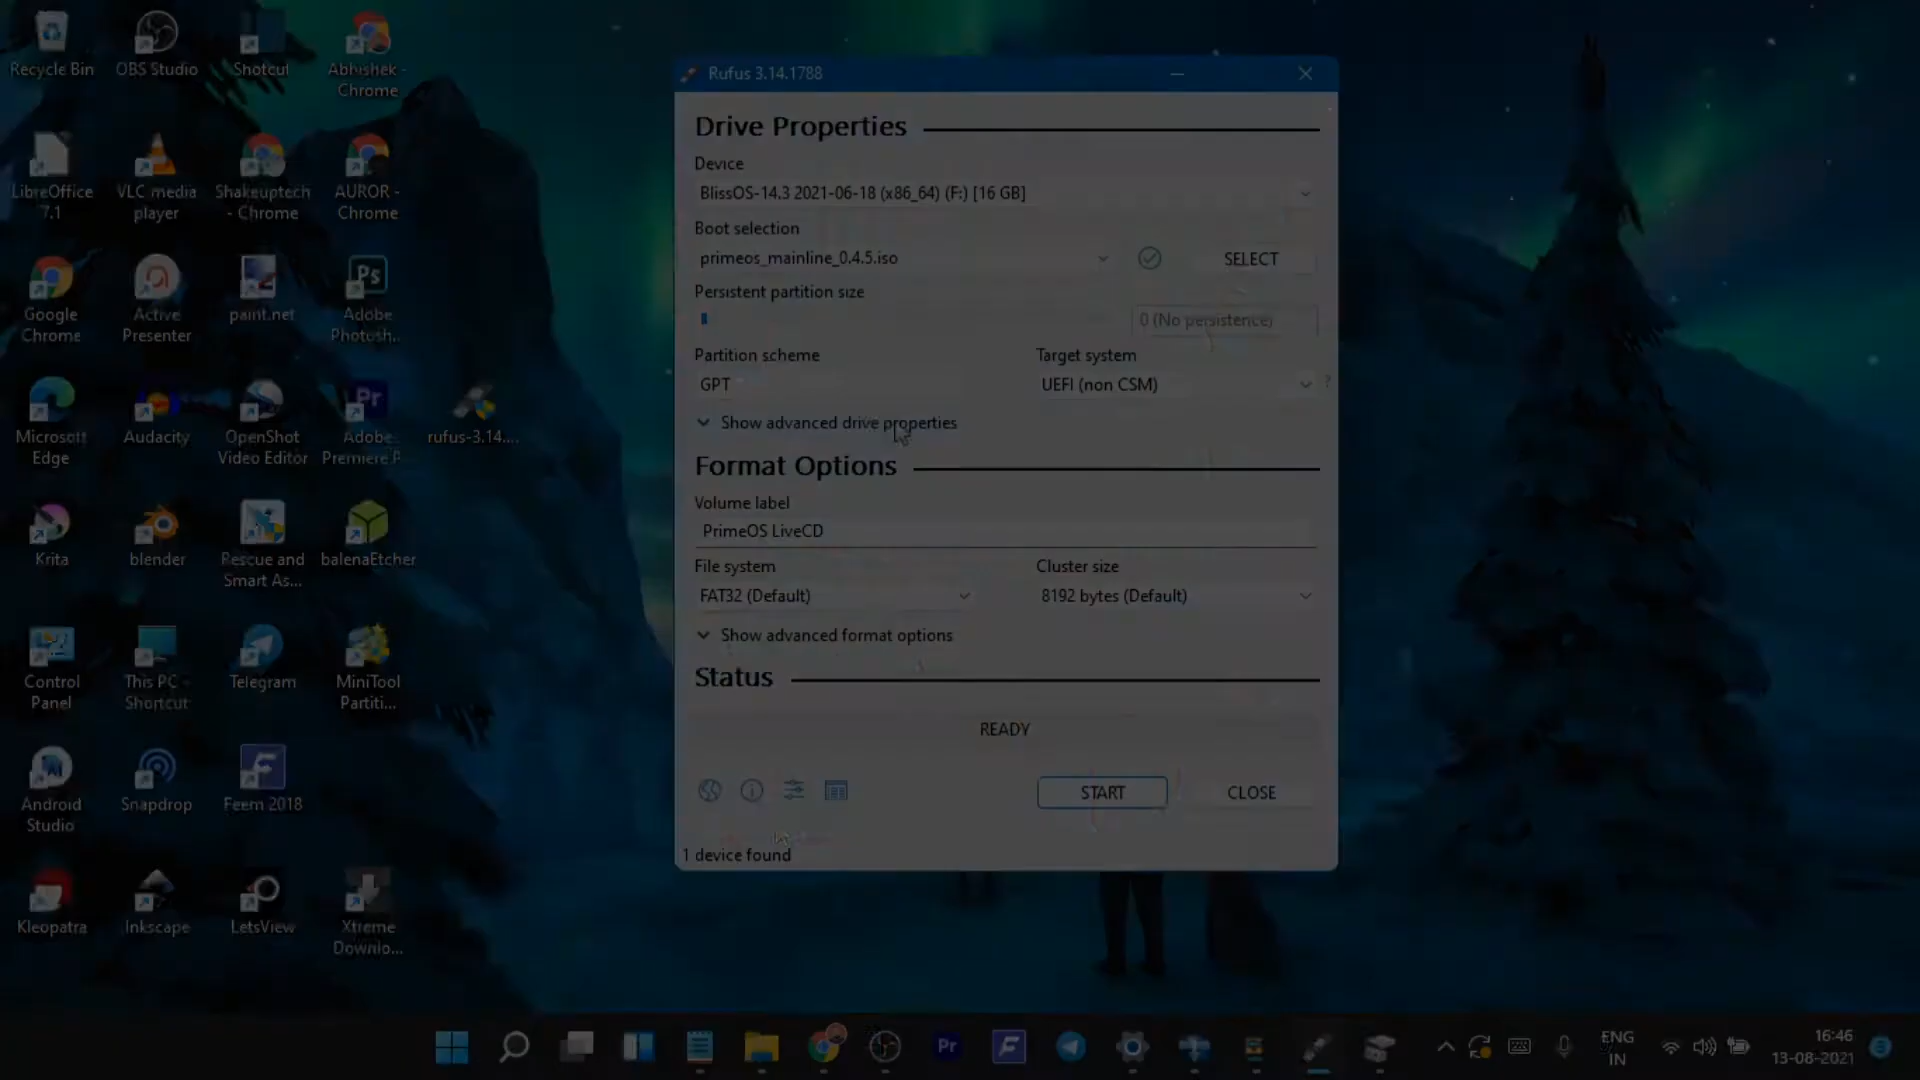 Recycle Bin
OBS Studio
Shotcut
Abhishek -
Chrome
LibreOffice
7.1
VLC media
player
Shakeuptech
- Chrome
AUROR -
Chrome
Google
Chrome
Active
Presenter
paint.net
Ps
Adobe
Photosh...
Microsoft
Edge
Audacity
OpenShot
Video Editor
Pr
Adobe
Premiere P...
rufus-3.14....
Krita
blender
Rescue and
Smart As...
balenaEtcher
Control
Panel
This PC -
Shortcut
Telegram
MiniTool
Partiti...
Android
Studio
Snapdrop
Feem 2018
Kleopatra
Inkscape
LetsView
Xtreme
Downlo...
Rufus 3.14.1788
Drive Properties
Device
BlissOS-14.3 2021-06-18 (x86_64) (F:) [16 GB]
Boot selection
primeos_mainline_0.4.5.iso
SELECT
Persistent partition size
0 (No persistence)
Partition scheme
Target system
GPT
UEFI (non CSM)
?
Show advanced drive properties
Format Options
Volume label
PrimeOS LiveCD
File system
Cluster size
FAT32 (Default)
8192 bytes (Default)
Show advanced format options
Status
READY
START
CLOSE
1 device found
Pr
F
ENG
IN
16:46
13-08-2021